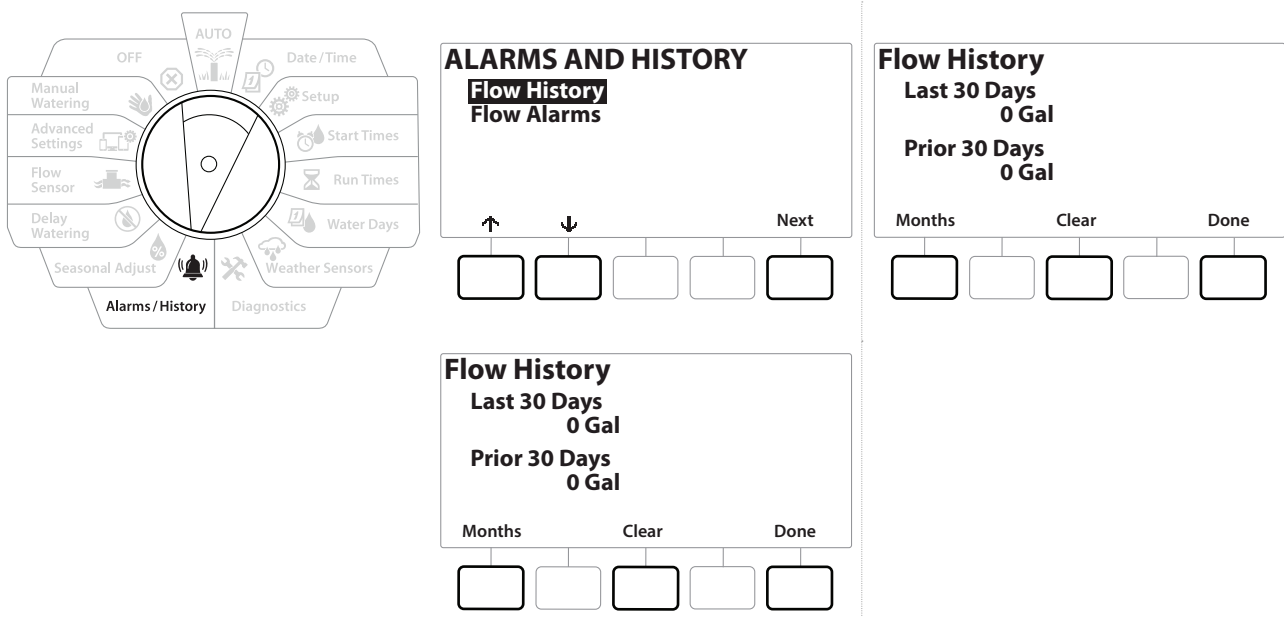 AUTO
OFF
Date/Time
Manual
Watering
Setup
Advanced
Settings
Start Times
Flow
Sensor
Run Times
Delay
Watering
Water Days
Seasonal Adjust
Weather Sensors
Alarms/History
Diagnostics
ALARMS AND HISTORY
Flow History
Flow Alarms
Next
Flow History
Last 30 Days
0 Gal
Prior 30 Days
0 Gal
Months Clear Done
Flow History
Last 30 Days
0 Gal
Prior 30 Days
0 Gal
Months Clear Done